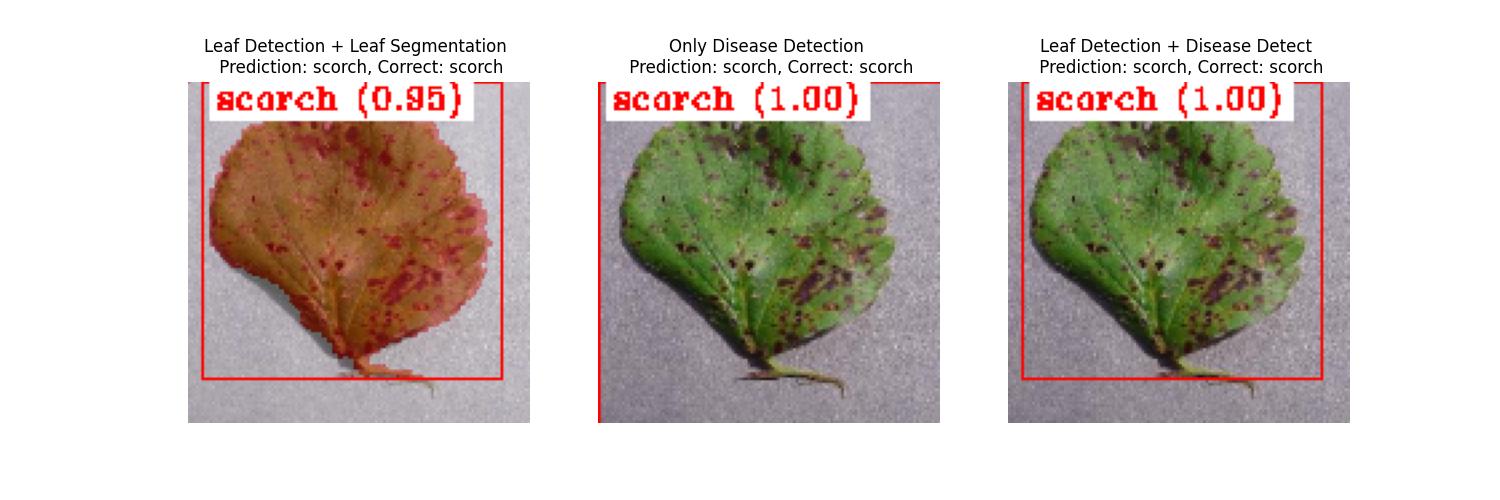 Leaf Detection + Leaf Segmentation
Prediction: scorch, Correct: scorch
scorch (0.95)
Only Disease Detection
Prediction: scorch, Correct: scorch
scorch (1.00)
Leaf Detection + Disease Detect
Prediction: scorch, Correct: scorch
scorch (1.00)